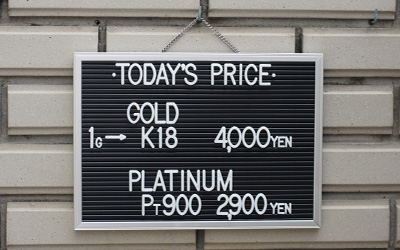 ·TODAY'S PRICE·
GOLD
1G→ K18 4,000YEN
PLATINUM
PT900 2,900YEN